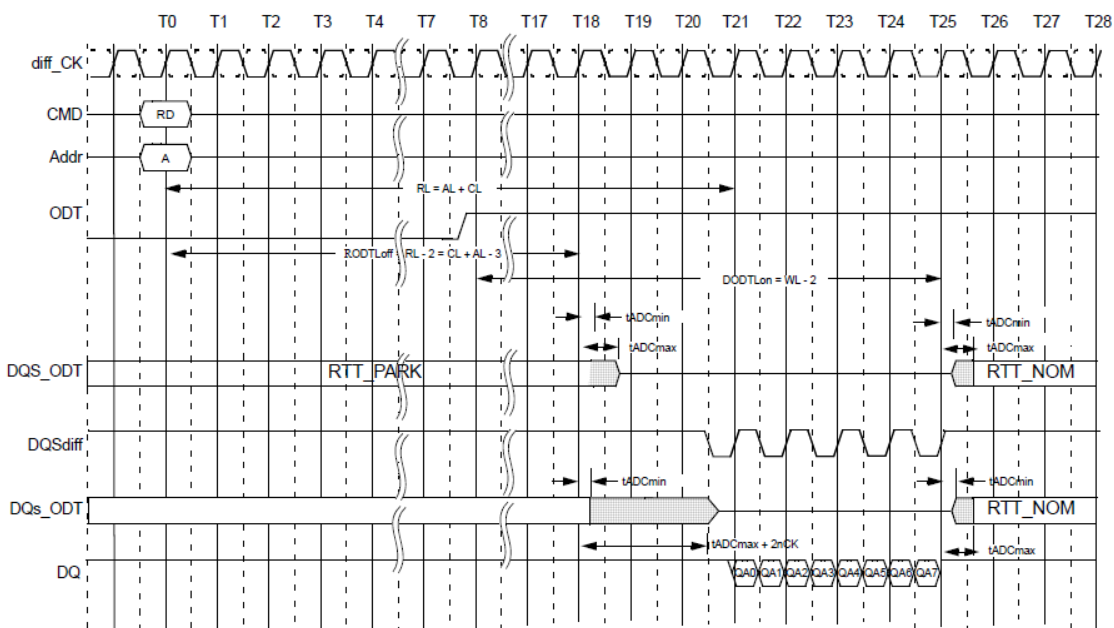 T0 T1 T2 T3 T4 T7 T8 T17 T18 T19 T20 T21 T22 T23 T24 T25 T26 T27 T28
diff_CK
CMD RD
Addr A
RL = AL + CL
ODT
RODTLoff = RL - 2 = CL + AL - 3
DODTLon = WL - 2
tADCmin
tADCmin
tADCmax
tADCmax
DQS_ODT RTT_PARK RTT_NOM
DQSdiff
tADCmin tADCmin
DQs_ODT RTT_NOM
tADCmax + 2nCK tADCmax
DQ QA0 QA1 QA2 QA3 QA4 QA5 QA6 QA7